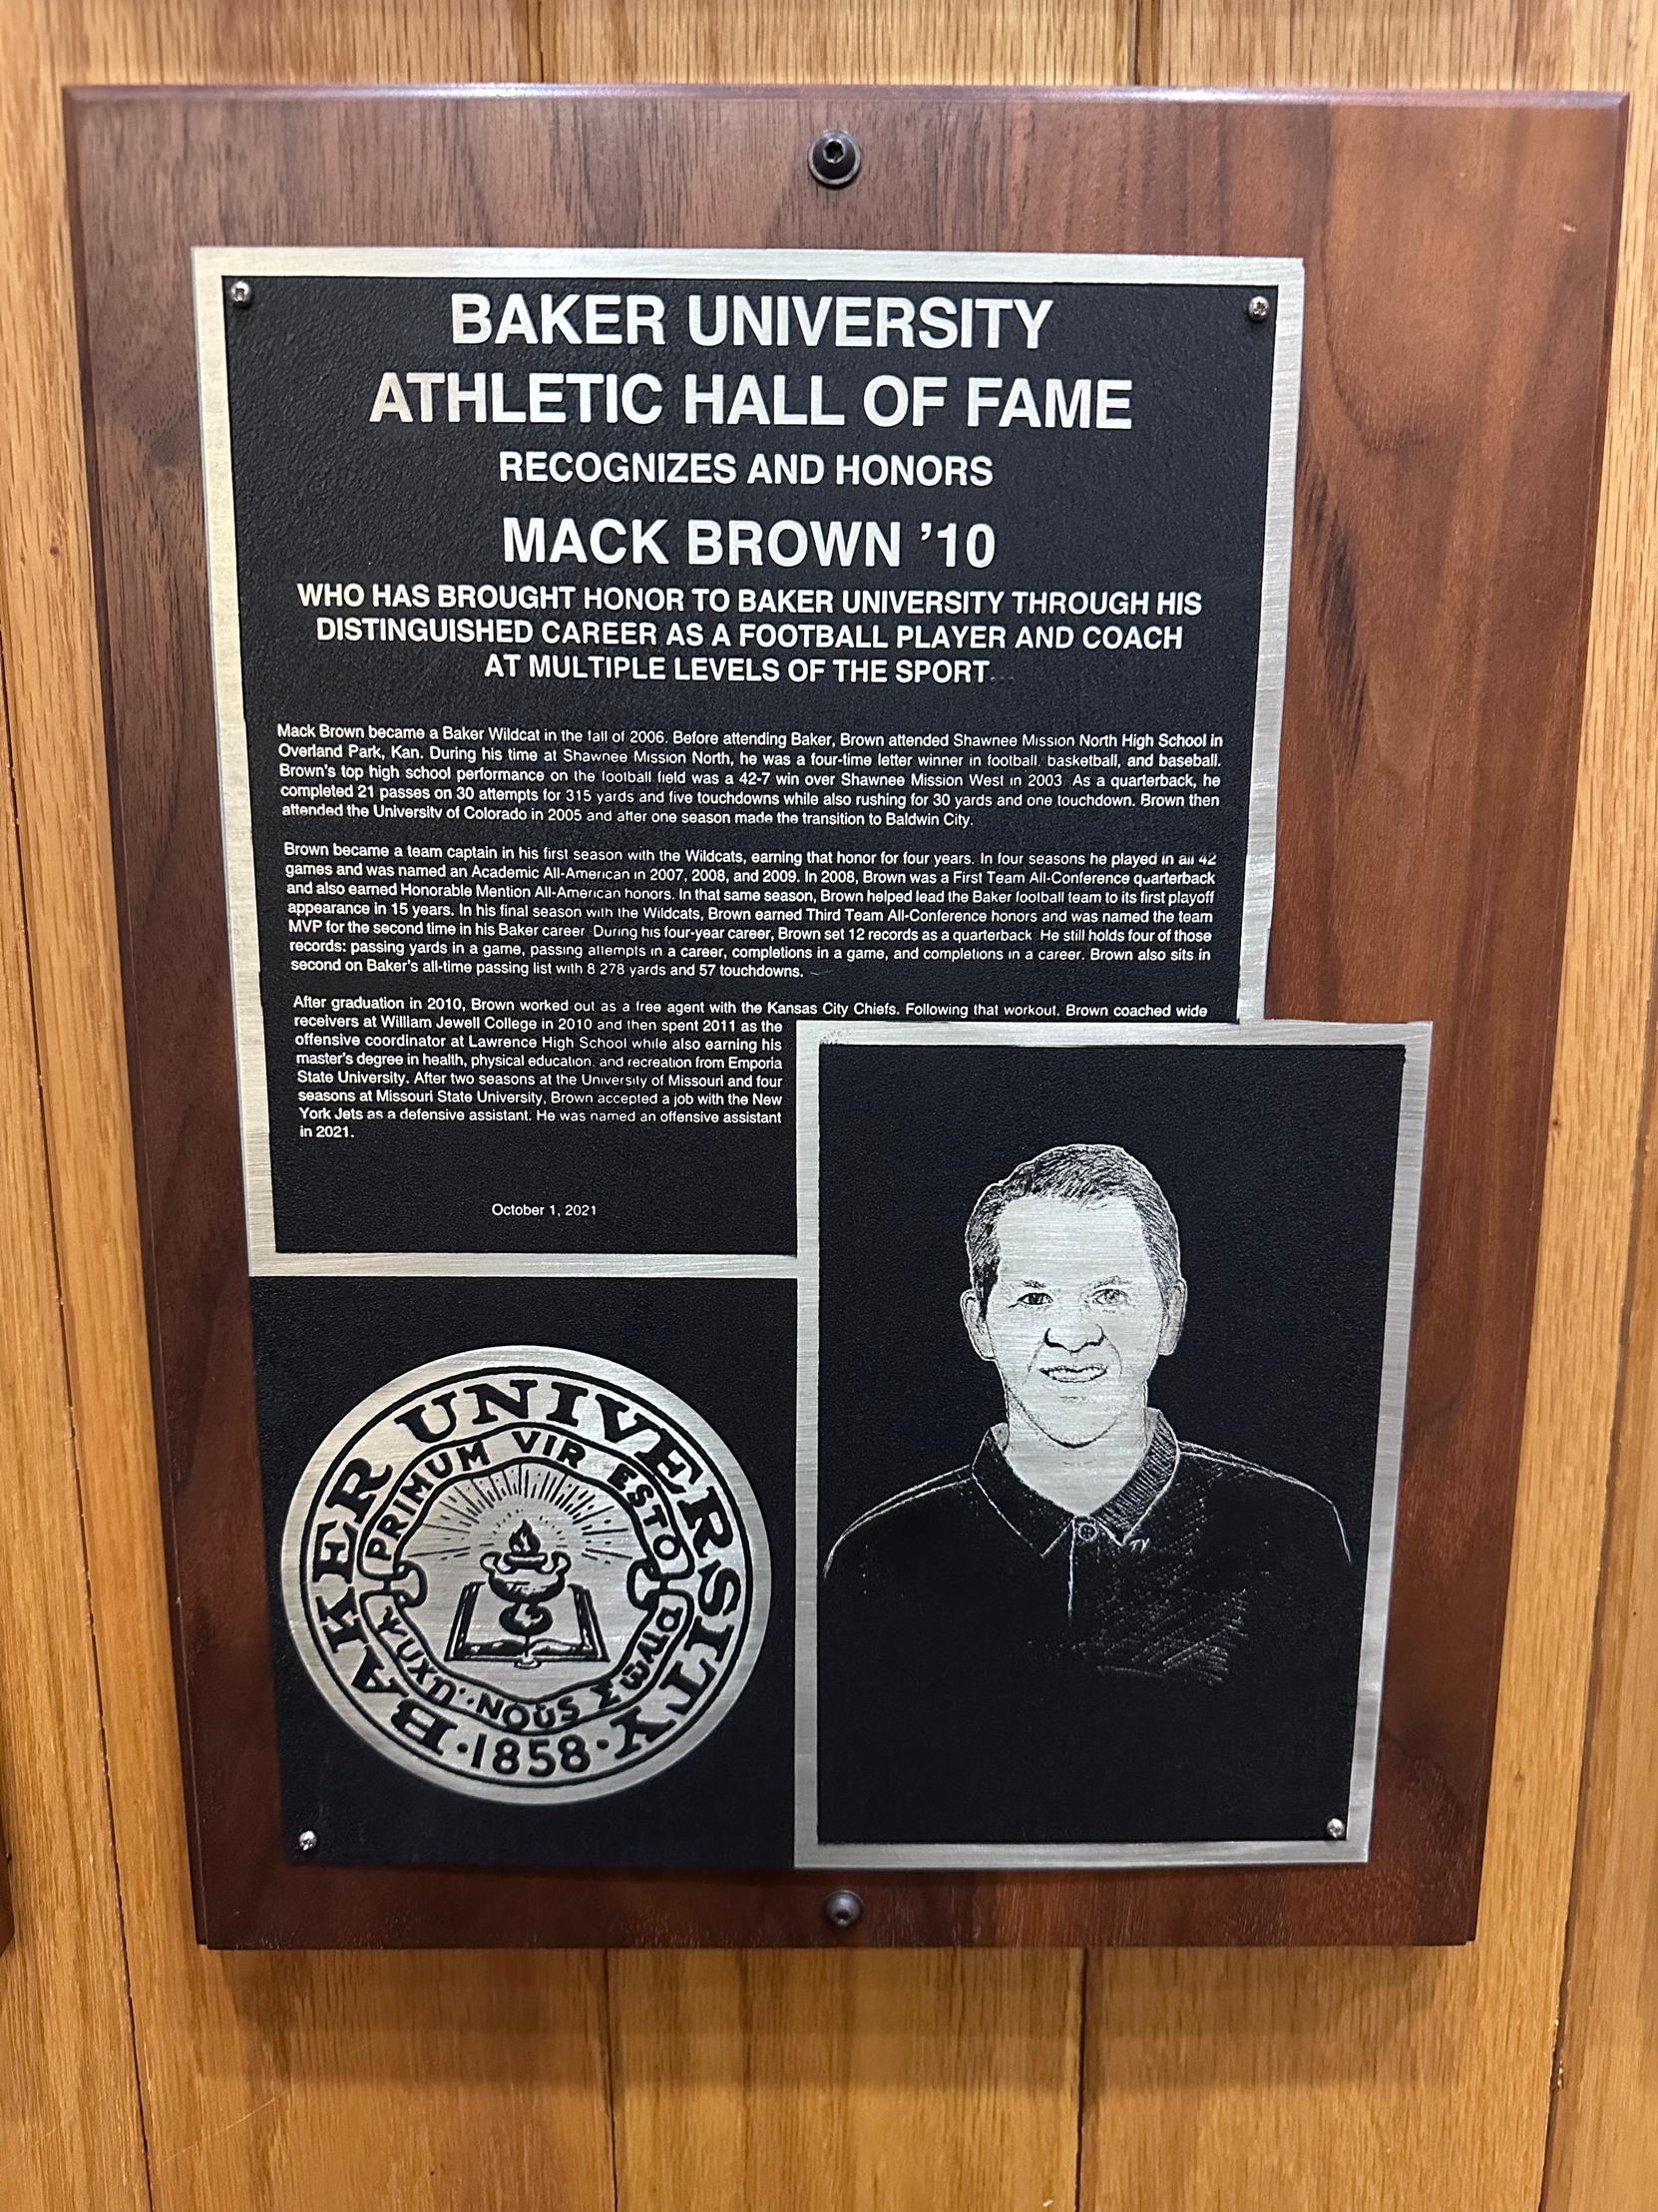 BAKER UNIVERSITY
ATHLETIC HALL OF FAME
RECOGNIZES AND HONORS
MACK BROWN ’10
WHO HAS BROUGHT HONOR TO BAKER UNIVERSITY THROUGH HIS
DISTINGUISHED CAREER AS A FOOTBALL PLAYER AND COACH
AT MULTIPLE LEVELS OF THE SPORT
Mack Brown became a Baker Wildcat in the fall of 2006. Before attending Baker, Brown attended Shawnee Mission North High School in
Overland Park, Kan. During his time at Shawnee Mission North, he was a four-time letter winner in football, basketball, and baseball.
Brown's top high school performance on the football field was a 42-7 win over Shawnee Mission West in 2003. As a quarterback, he
completed 21 passes on 30 attempts for 315 yards and five touchdowns while also rushing for 30 yards and one touchdown. Brown then
attended the University of Colorado in 2005 and after one season made the transition to Baldwin City.
Brown became a team captain in his first season with the Wildcats, earning that honor for four years. In four seasons he played in all 42
games and was named an Academic All-American in 2007, 2008, and 2009. In 2008, Brown was a First Team All-Conference quarterback
and also earned Honorable Mention All-American honors. In that same season, Brown helped lead the Baker football team to its first playoff
appearance in 15 years. In his final season with the Wildcats, Brown earned Third Team All-Conference honors and was named the team
MVP for the second time in his Baker career. During his four-year career, Brown set 12 records as a quarterback. He still holds four of those
records: passing yards in a game, passing attempts in a career, completions in a game, and completions in a career. Brown also sits in
second on Baker's all-time passing list with 8,278 yards and 57 touchdowns.
After graduation in 2010, Brown worked out as a free agent with the Kansas City Chiefs. Following that workout, Brown coached wide
receivers at William Jewell College in 2010 and then spent 2011 as the
offensive coordinator at Lawrence High School while also earning his
master's degree in health, physical education, and recreation from Emporia
State University. After two seasons at the University of Missouri and four
seasons at Missouri State University, Brown accepted a job with the New
York Jets as a defensive assistant. He was named an offensive assistant
in 2021.
October 1, 2021
BAKER UNIVERSITY
PRIMUM VIR ESTO
·1858·